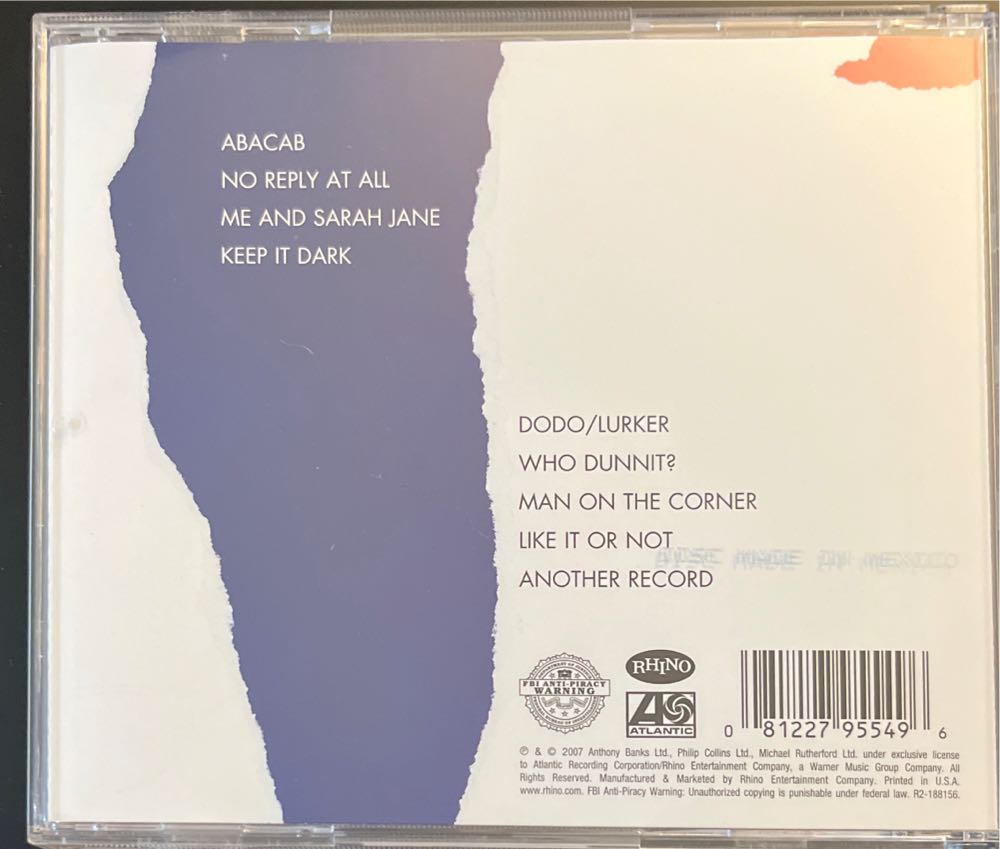 ABACAB
NO REPLY AT ALL
ME AND SARAH JANE
KEEP IT DARK
DODO/LURKER
WHO DUNNIT?
MAN ON THE CORNER
LIKE IT OR NOT
DISC MADE IN MEXICO
ANOTHER RECORD
FBI ANTI-PIRACY
WARNING
RHINO
ATLANTIC
0 81227 95549 6
℗ & © 2007 Anthony Banks Ltd., Philip Collins Ltd., Michael Rutherford Ltd. under exclusive license
to Atlantic Recording Corporation/Rhino Entertainment Company, a Warner Music Group Company. All
Rights Reserved. Manufactured & Marketed by Rhino Entertainment Company. Printed in U.S.A.
www.rhino.com. FBI Anti-Piracy Warning: Unauthorized copying is punishable under federal law. R2-188156.